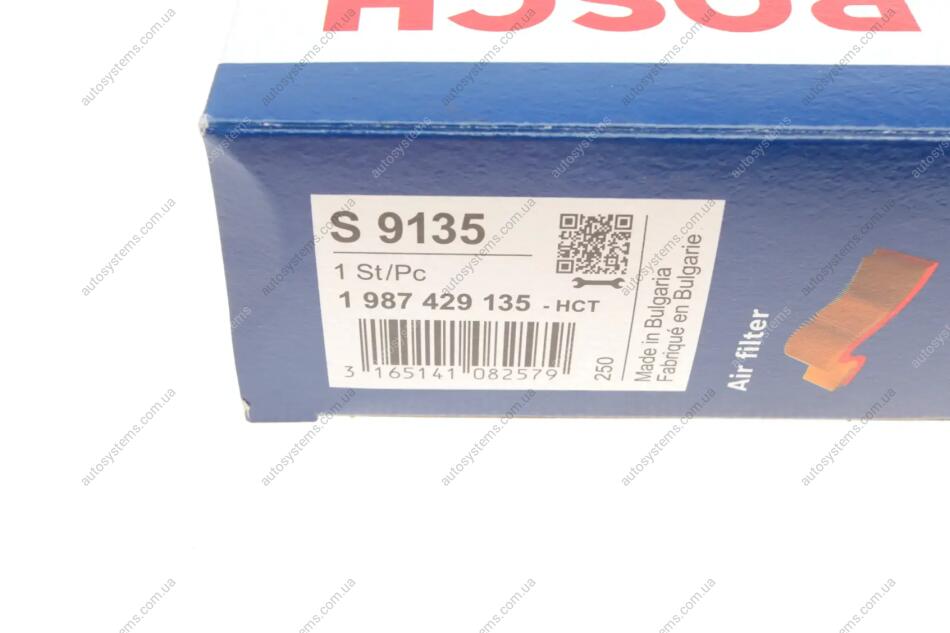 BOSCH
S 9135
1 St/Pc
1 987 429 135 - HCT
3 165141 082579
250
Made in Bulgaria
Fabriqué en Bulgarie
Air filter
autosystems.com.ua